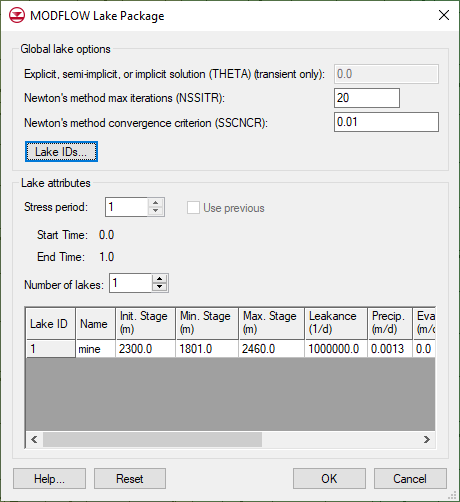 MODFLOW Lake Package
Global lake options
Explicit, semi-implicit, or implicit solution (THETA) (transient only): 0.0
Newton's method max iterations (NSSITR): 20
Newton's method convergence criterion (SSCNCR): 0.01
Lake IDs...
Lake attributes
Stress period: 1 Use previous
Start Time: 0.0
End Time: 1.0
Number of lakes: 1
Lake ID Name Init. Stage (m) Min. Stage (m) Max. Stage (m) Leakance (1/d) Precip. (m/d) Eva (m/d
1 mine 2300.0 1801.0 2460.0 1000000.0 0.0013 0.0
Help... Reset OK Cancel